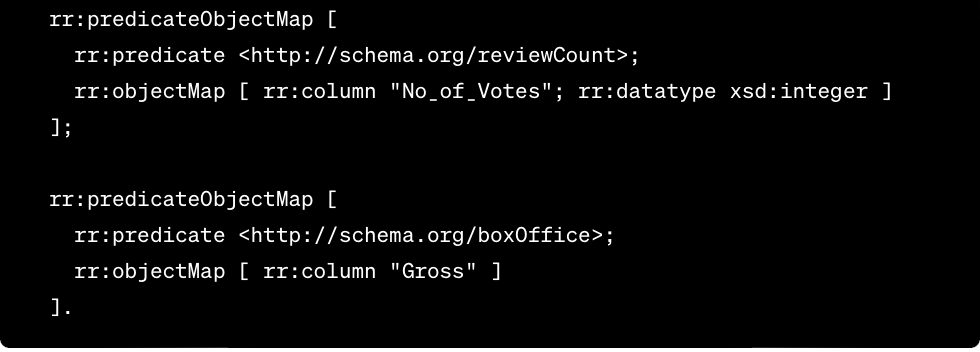 rr:predicateObjectMap [
  rr:predicate <http://schema.org/reviewCount>;
  rr:objectMap [ rr:column "No_of_Votes"; rr:datatype xsd:integer ]
];

rr:predicateObjectMap [
  rr:predicate <http://schema.org/boxOffice>;
  rr:objectMap [ rr:column "Gross" ]
].